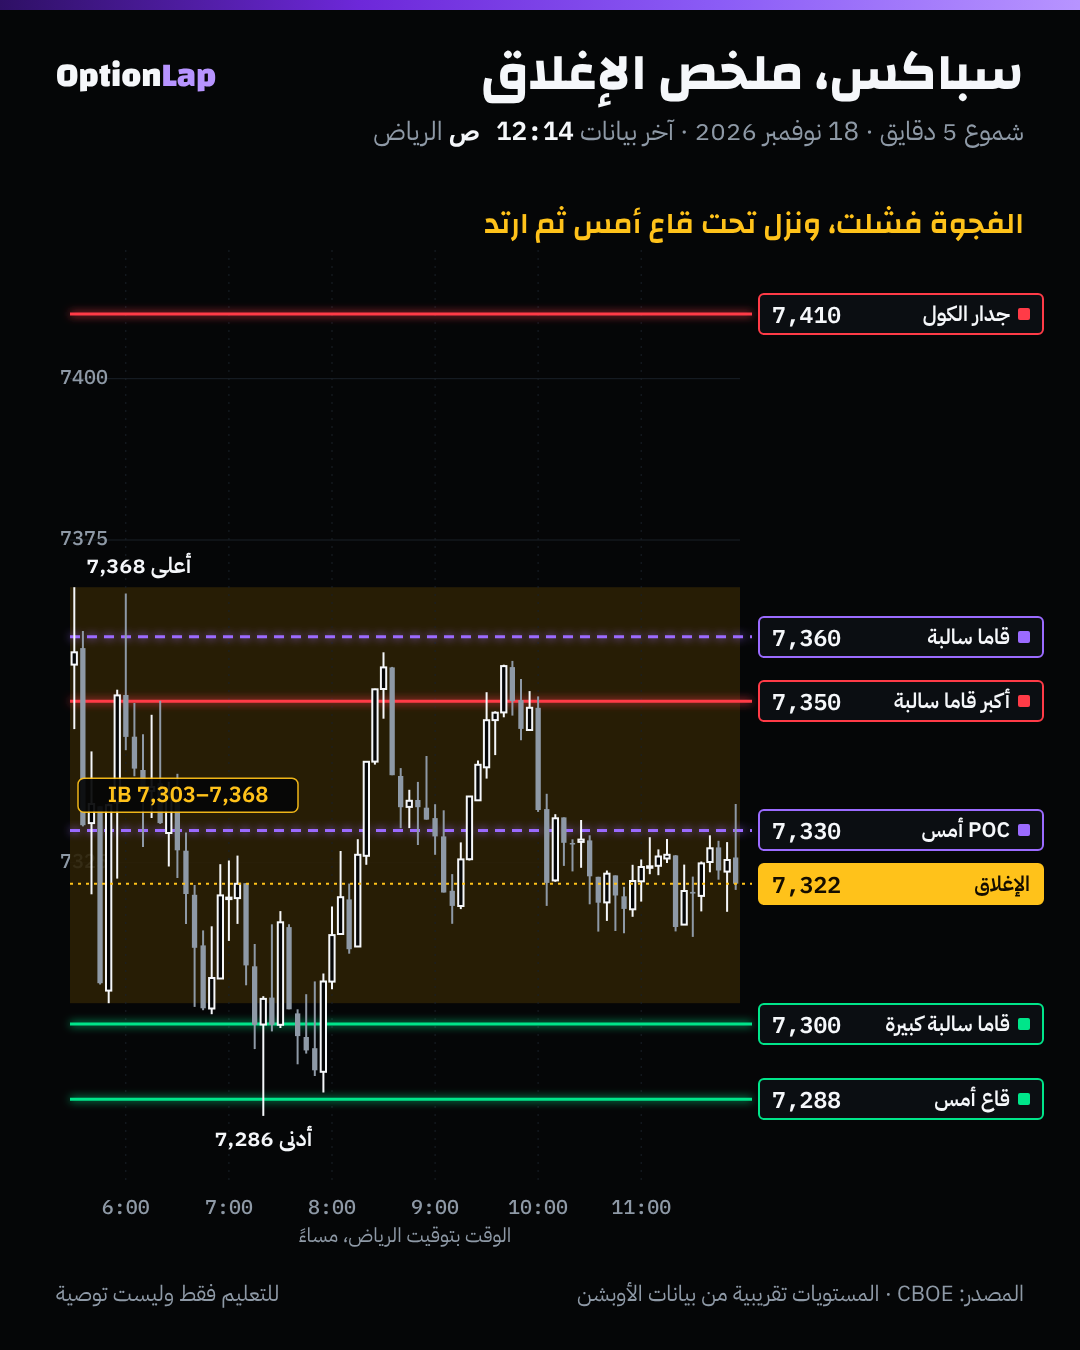 سباكس، ملخص الإغلاق
OptionLap
شموع 5 دقايق · 18 نوفمبر 2026 · آخر بيانات 12:14 ص الرياض
الفجوة فشلت، ونزل تحت قاع أمس ثم ارتد
جدار الكول 7,410
7400
7375
أعلى 7,368
قاما سالبة 7,360
أكبر قاما سالبة 7,350
IB 7,303–7,368
POC أمس 7,330
الإغلاق 7,322
قاما سالبة كبيرة 7,300
قاع أمس 7,288
أدنى 7,286
6:00 7:00 8:00 9:00 10:00 11:00
الوقت بتوقيت الرياض، مساءً
المصدر: CBOE · المستويات تقريبية من بيانات الأوبشن
للتعليم فقط وليست توصية